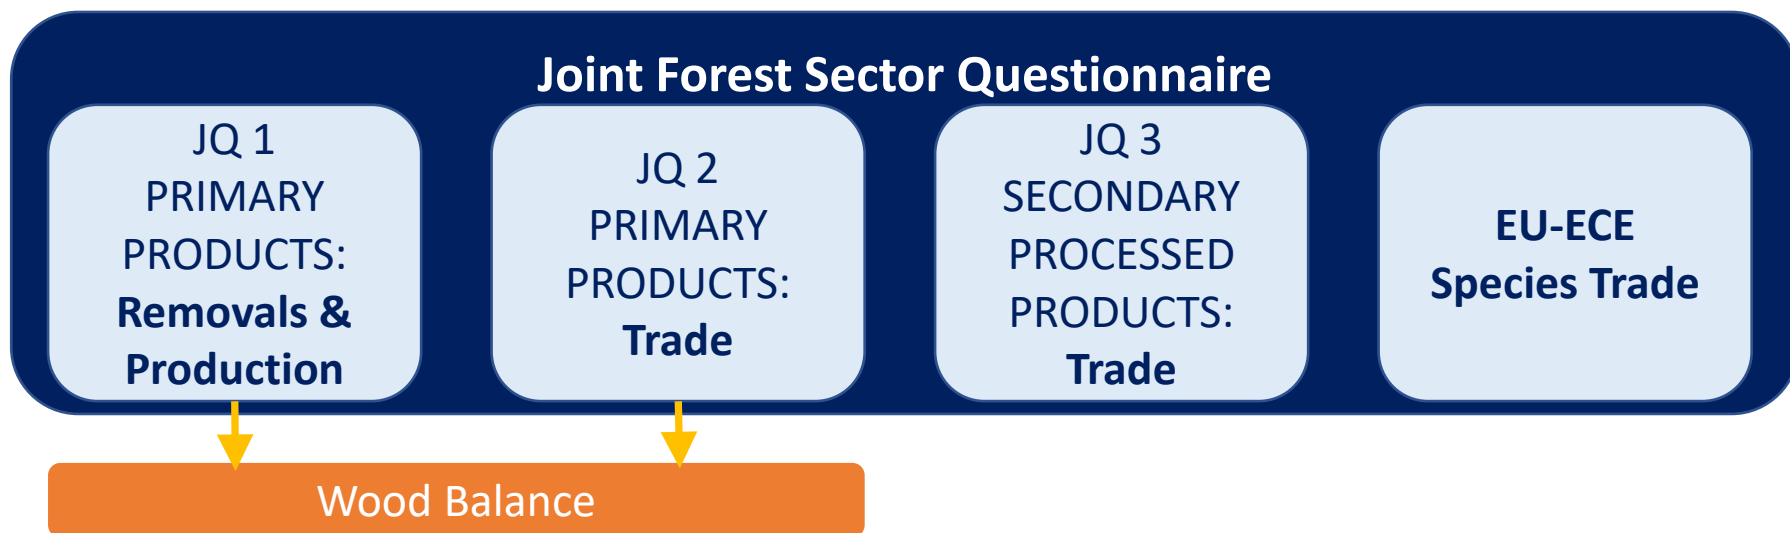 Joint Forest Sector Questionnaire
JQ 1
PRIMARY
PRODUCTS:
Removals &
Production
JQ 2
PRIMARY
PRODUCTS:
Trade
JQ 3
SECONDARY
PROCESSED
PRODUCTS:
Trade
EU-ECE
Species Trade
Wood Balance